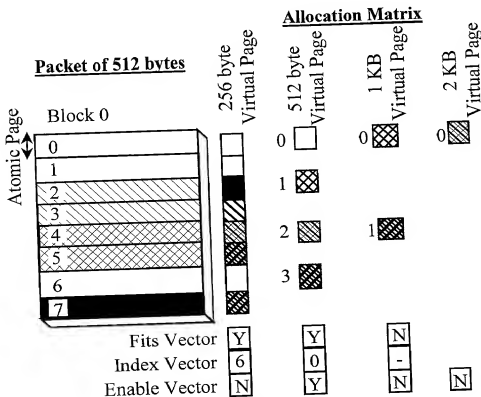 Allocation Matrix
Packet of 512 bytes
256 byte
Virtual Page
512 byte
Virtual Page
1 KB
Virtual Page
2 KB
Virtual Page
Atomic Page
Block 0
0
1
2
3
4
5
6
7
0
1
2
3
0
1
0
Fits Vector Y Y N
Index Vector 6 0 -
Enable Vector N Y N N